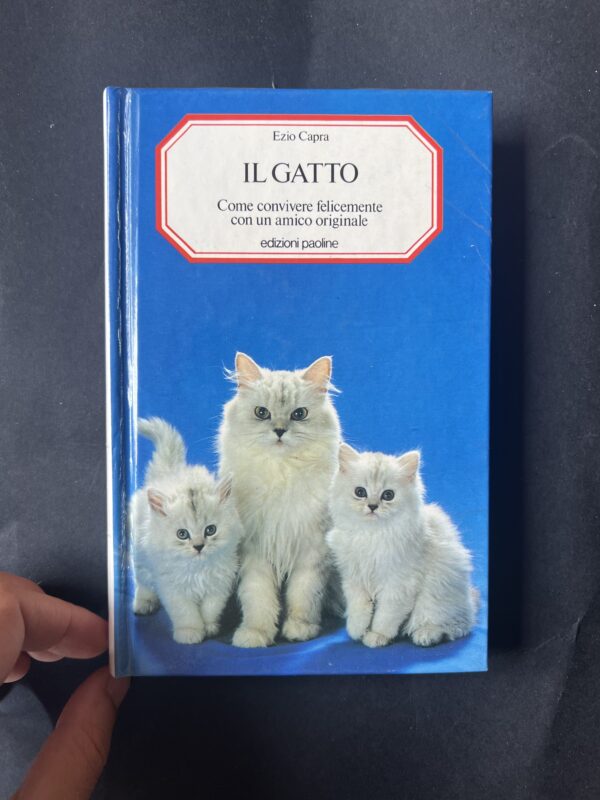 Ezio Capra
IL GATTO
Come convivere felicemente
con un amico originale
edizioni paoline